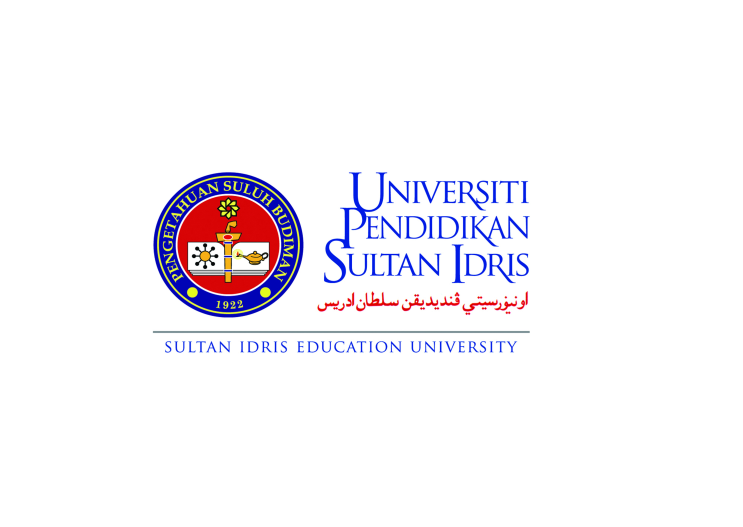 PENGETAHUAN SULUH BUDIMAN
1922
UNIVERSITI
PENDIDIKAN
SULTAN IDRIS
اونيۏرسيتي ڤنديديقن سلطان ادريس
SULTAN IDRIS EDUCATION UNIVERSITY